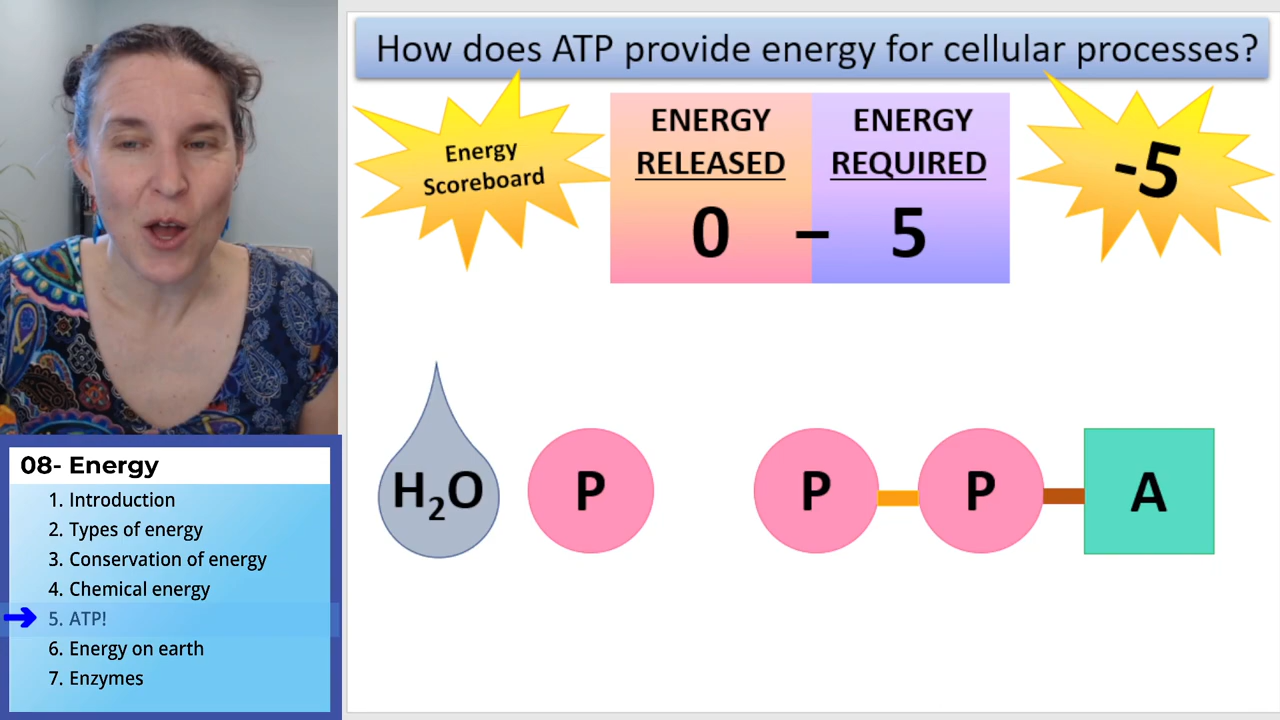 How does ATP provide energy for cellular processes?
Energy
Scoreboard
ENERGY
RELEASED
0
–
ENERGY
REQUIRED
5
-5
H₂O
P
P
P
A
08- Energy
1. Introduction
2. Types of energy
3. Conservation of energy
4. Chemical energy
5. ATP!
6. Energy on earth
7. Enzymes